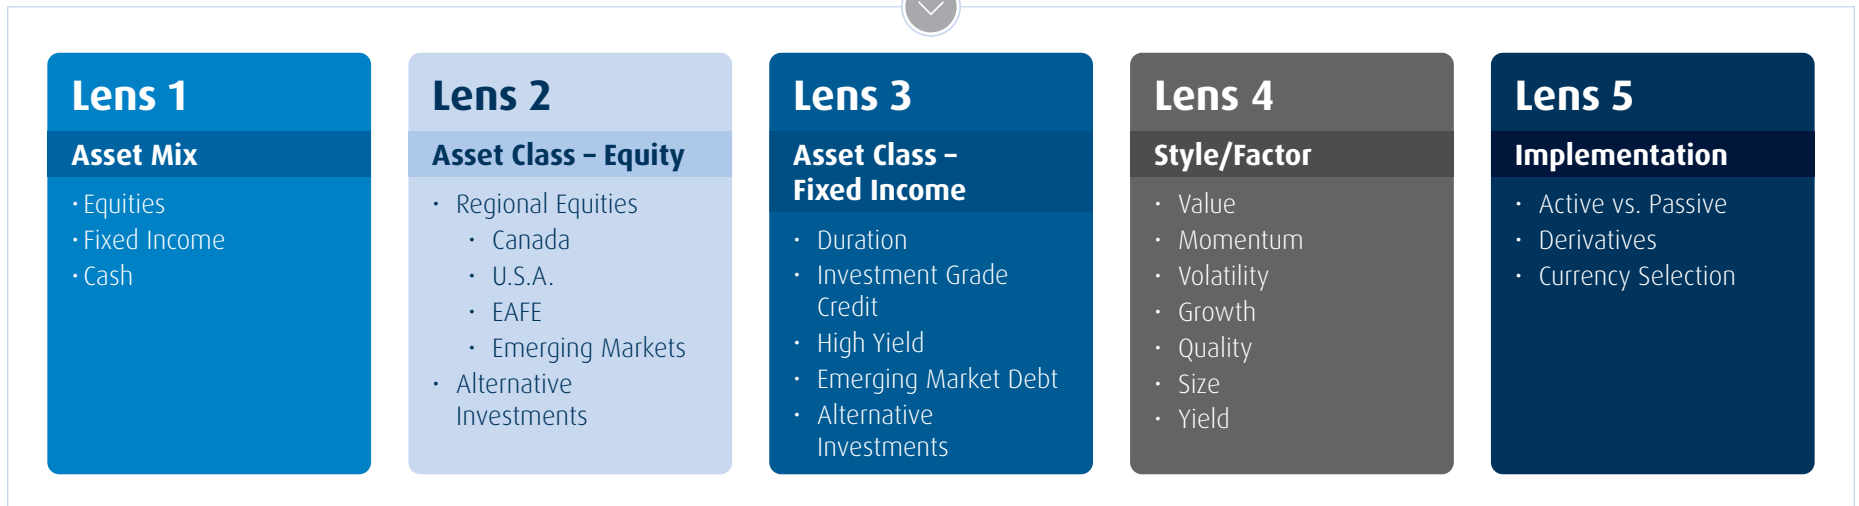 Lens 1
Asset Mix
· Equities
· Fixed Income
· Cash
Lens 2
Asset Class – Equity
· Regional Equities
· Canada
· U.S.A.
· EAFE
· Emerging Markets
· Alternative
Investments
Lens 3
Asset Class –
Fixed Income
· Duration
· Investment Grade
Credit
· High Yield
· Emerging Market Debt
· Alternative
Investments
Lens 4
Style/Factor
· Value
· Momentum
· Volatility
· Growth
· Quality
· Size
· Yield
Lens 5
Implementation
· Active vs. Passive
· Derivatives
· Currency Selection